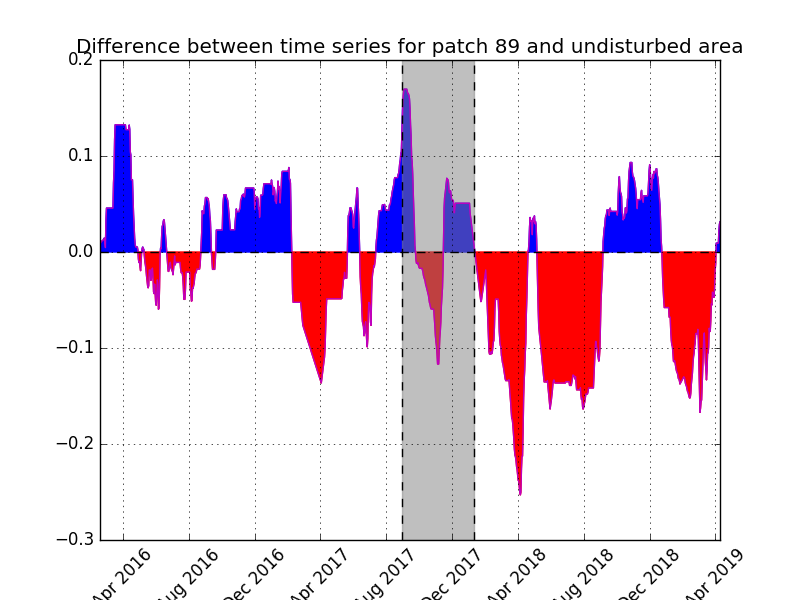 Difference between time series for patch 89 and undisturbed area
0.2
0.1
0.0
−0.1
−0.2
−0.3
Apr 2016
Aug 2016
Dec 2016
Apr 2017
Aug 2017
Dec 2017
Apr 2018
Aug 2018
Dec 2018
Apr 2019